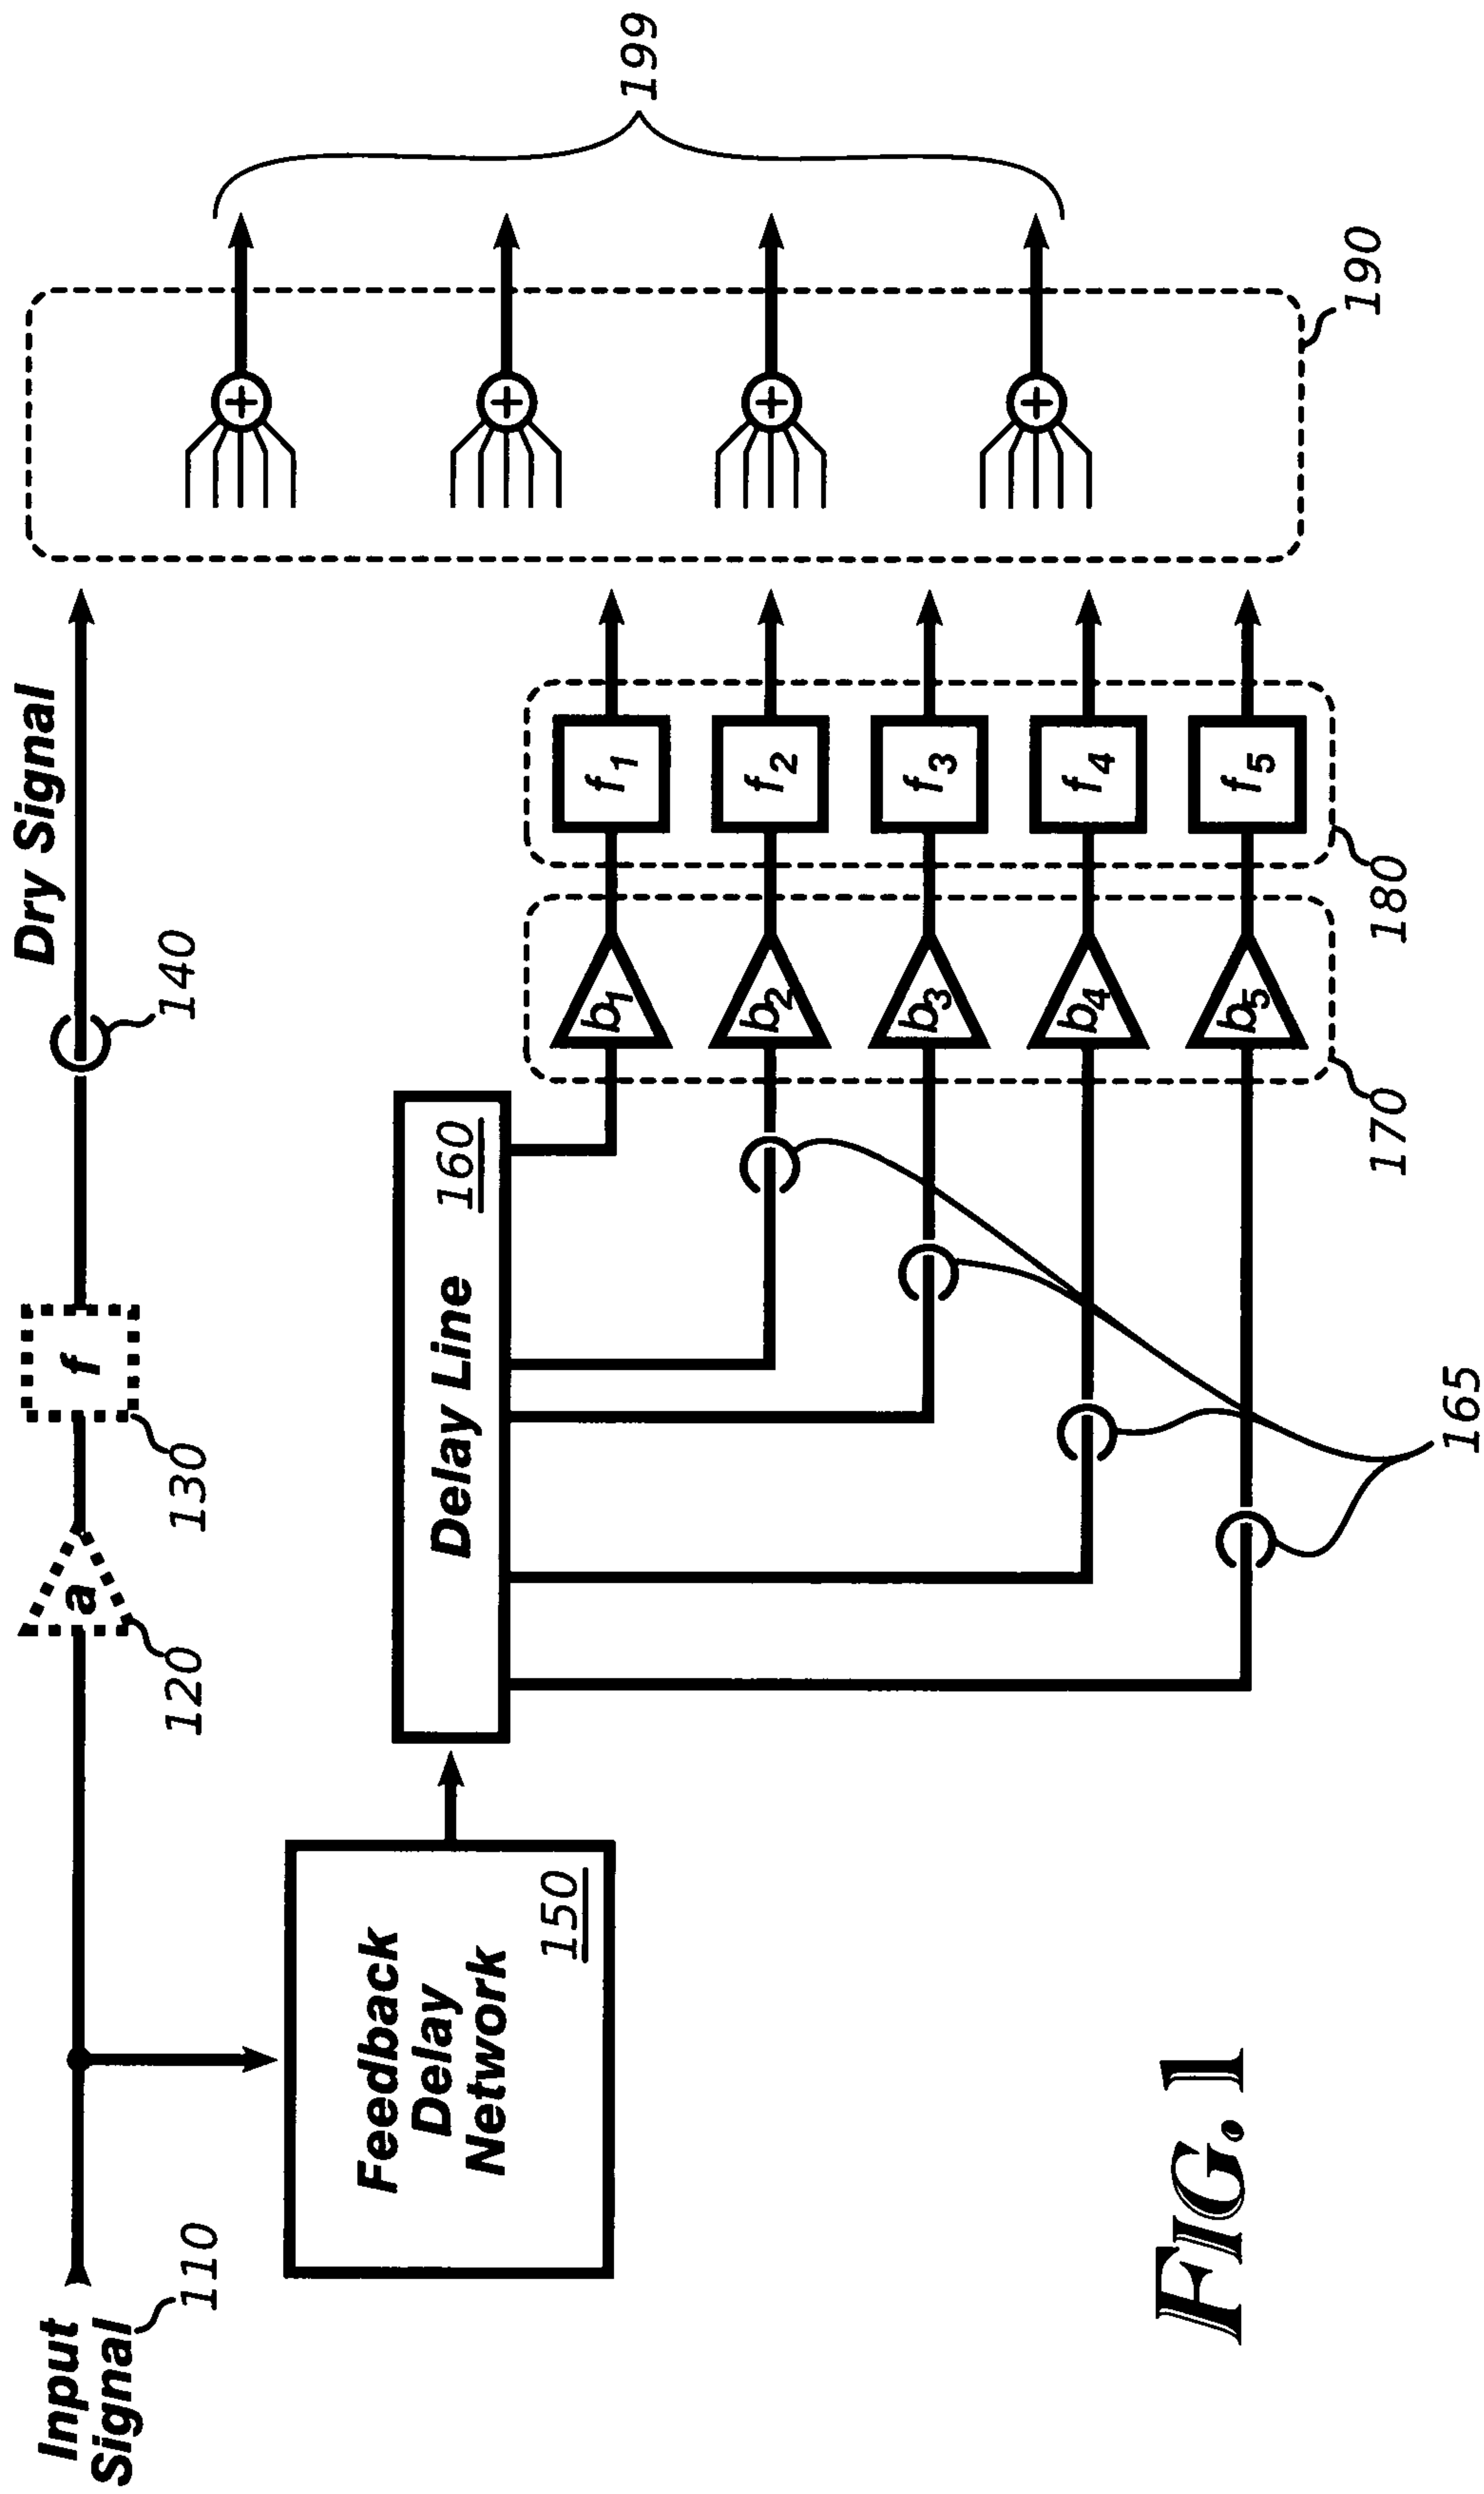 Input
Signal
110
a
120
f
130
140
Dry Signal
Feedback
Delay
Network
150
Delay Line
160
165
b1
b2
b3
b4
b5
170
f1
f2
f3
f4
f5
180
+
+
+
+
190
199
FIG. 1